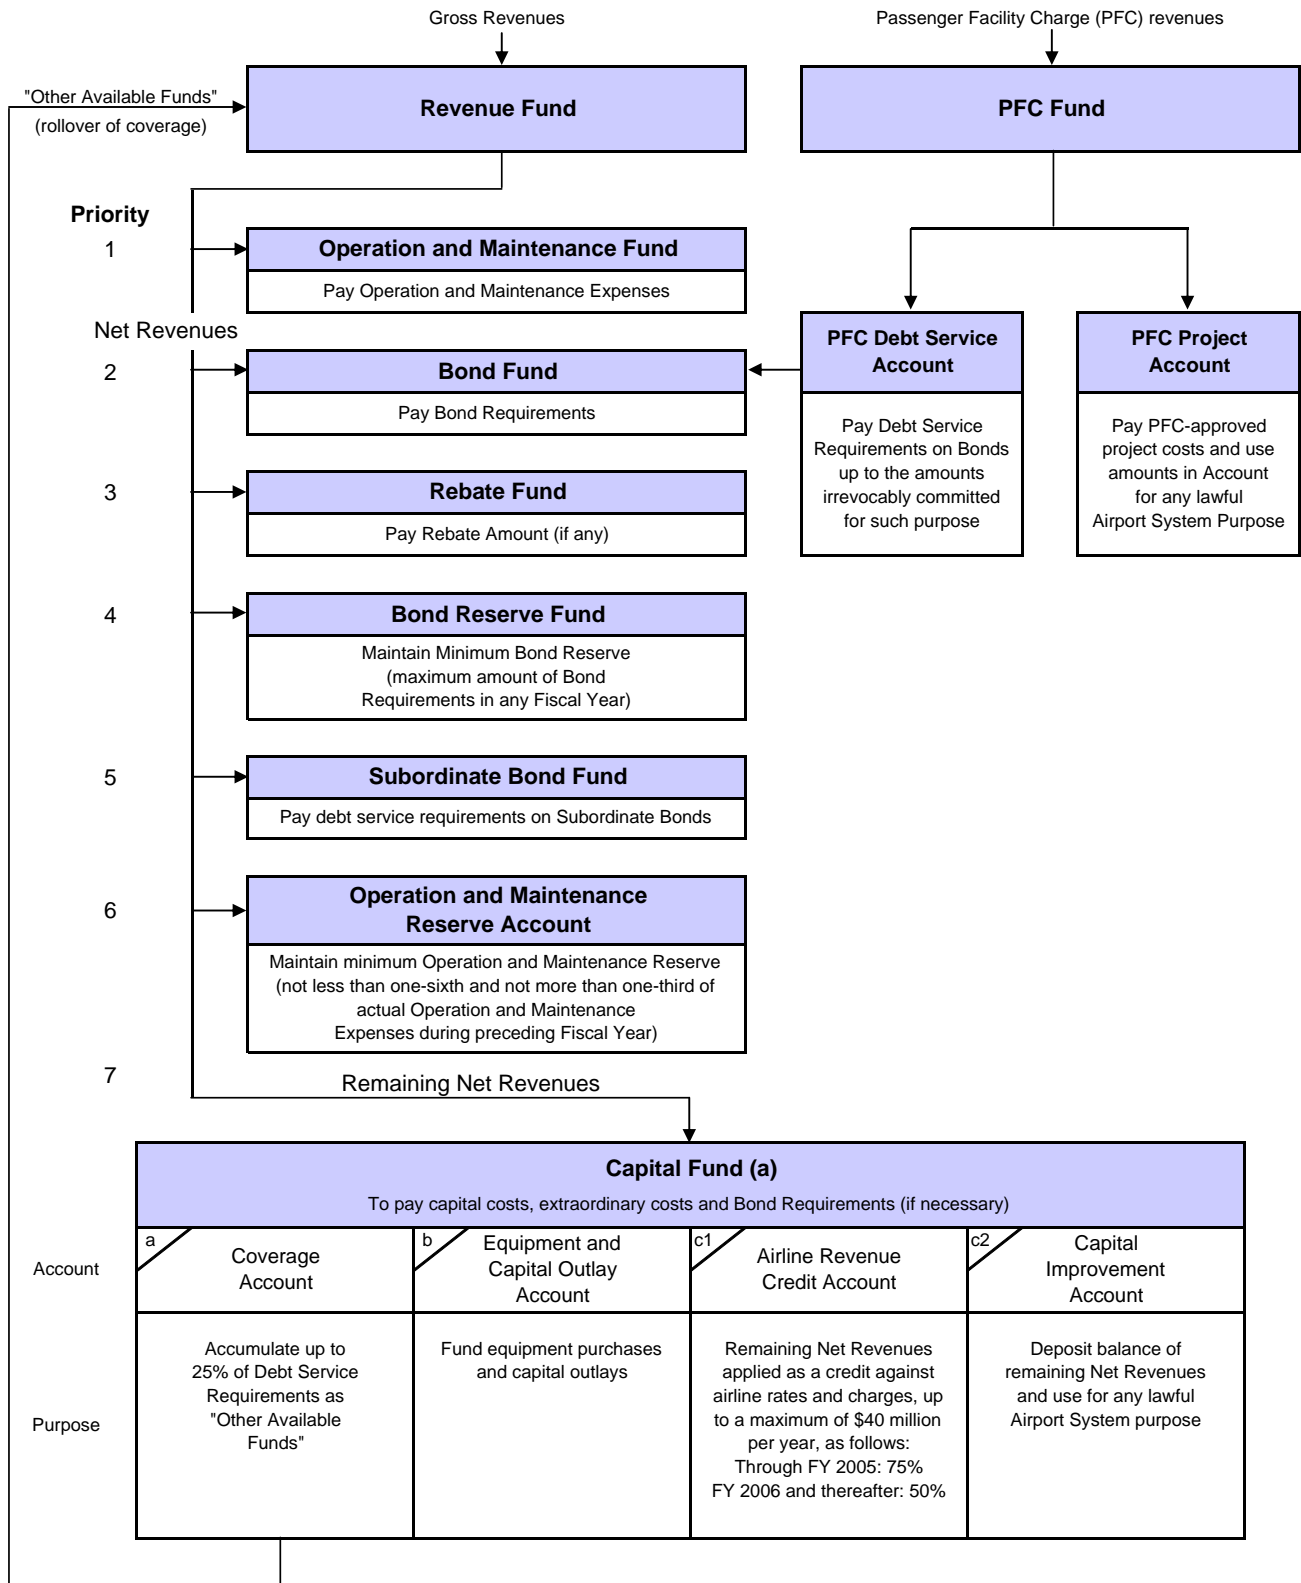 Gross Revenues
Passenger Facility Charge (PFC) revenues
"Other Available Funds"
(rollover of coverage)
Revenue Fund
PFC Fund
Priority
1
Operation and Maintenance Fund
Pay Operation and Maintenance Expenses
Net Revenues
2
Bond Fund
Pay Bond Requirements
PFC Debt Service
Account
Pay Debt Service
Requirements on Bonds
up to the amounts
irrevocably committed
for such purpose
PFC Project
Account
Pay PFC-approved
project costs and use
amounts in Account
for any lawful
Airport System Purpose
3
Rebate Fund
Pay Rebate Amount (if any)
4
Bond Reserve Fund
Maintain Minimum Bond Reserve
(maximum amount of Bond
Requirements in any Fiscal Year)
5
Subordinate Bond Fund
Pay debt service requirements on Subordinate Bonds
6
Operation and Maintenance
Reserve Account
Maintain minimum Operation and Maintenance Reserve
(not less than one-sixth and not more than one-third of
actual Operation and Maintenance
Expenses during preceding Fiscal Year)
7
Remaining Net Revenues
Capital Fund (a)
To pay capital costs, extraordinary costs and Bond Requirements (if necessary)
Account
a
Coverage
Account
b
Equipment and
Capital Outlay
Account
c1
Airline Revenue
Credit Account
c2
Capital
Improvement
Account
Purpose
Accumulate up to
25% of Debt Service
Requirements as
"Other Available
Funds"
Fund equipment purchases
and capital outlays
Remaining Net Revenues
applied as a credit against
airline rates and charges, up
to a maximum of $40 million
per year, as follows:
Through FY 2005: 75%
FY 2006 and thereafter: 50%
Deposit balance of
remaining Net Revenues
and use for any lawful
Airport System purpose